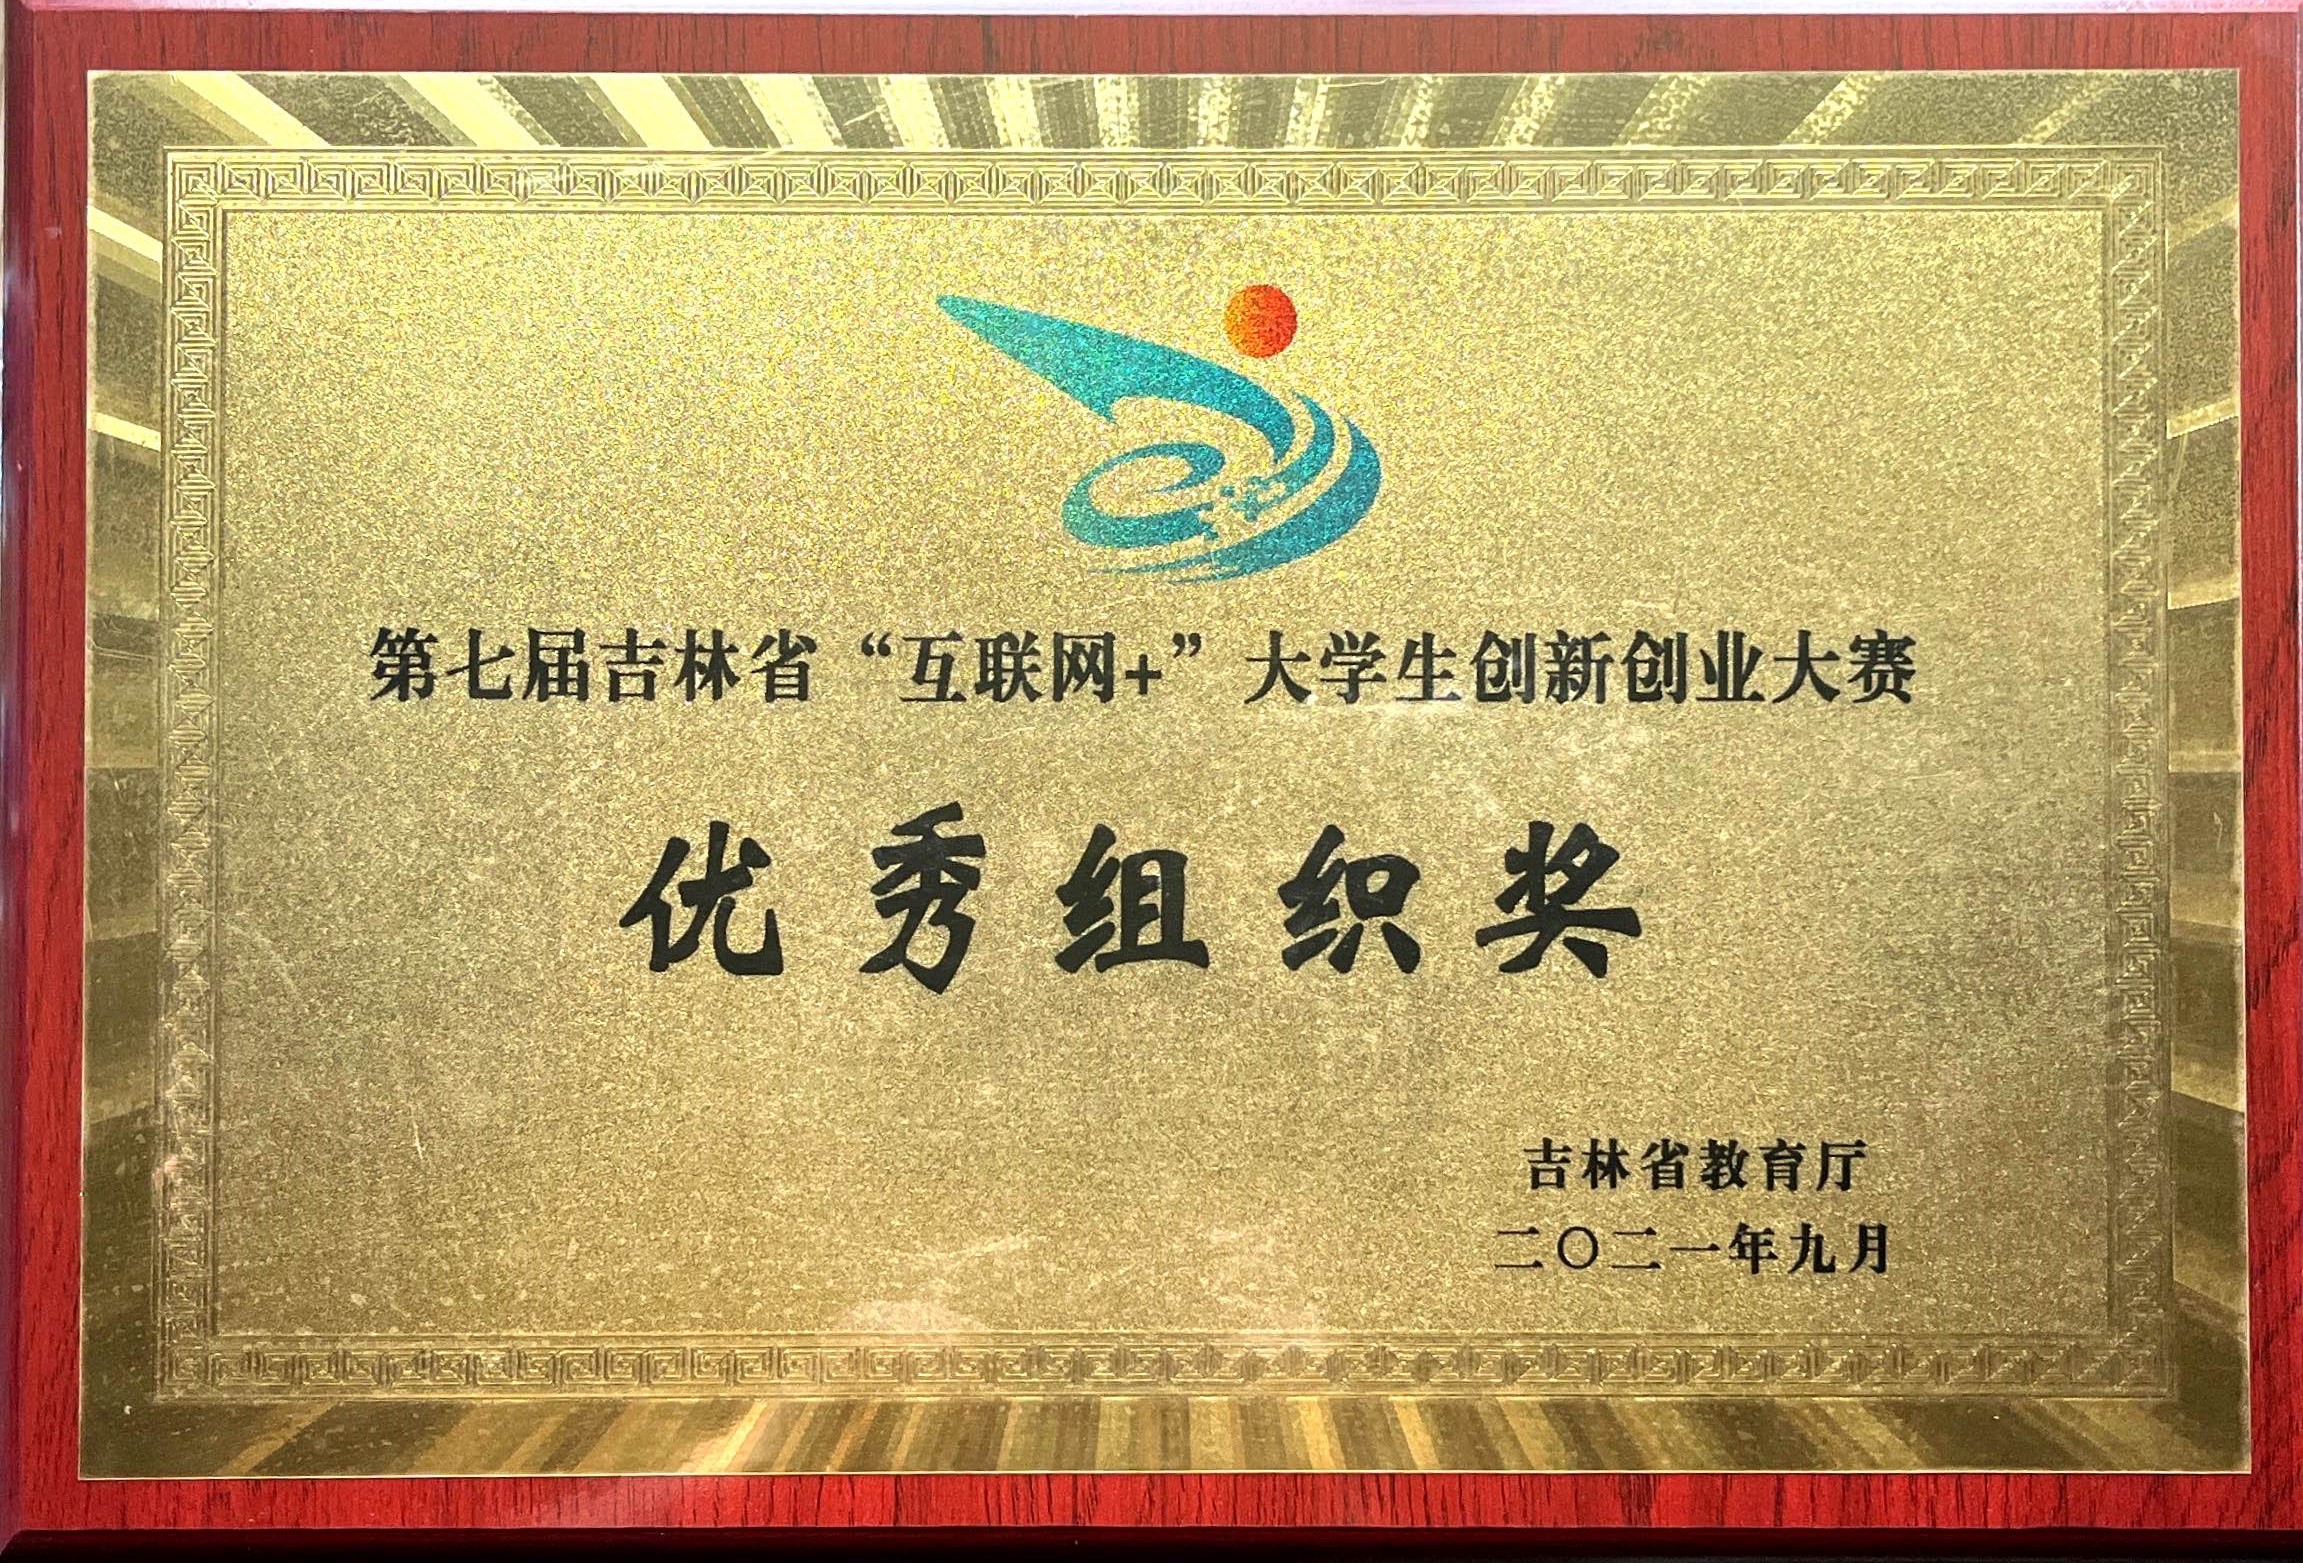 第七届吉林省“互联网+”大学生创新创业大赛
优秀组织奖
吉林省教育厅
二〇二一年九月